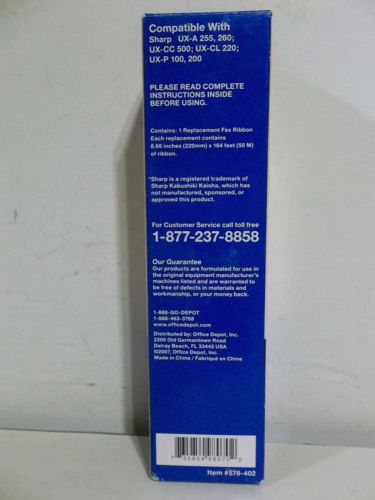 Compatible With
Sharp UX-A 255, 260;
UX-CC 500; UX-CL 220;
UX-P 100, 200
PLEASE READ COMPLETE
INSTRUCTIONS INSIDE
BEFORE USING.
Contains: 1 Replacement Fax Ribbon
Each replacement contains
8.66 inches (220mm) x 164 feet (50 M)
of ribbon.
*Sharp is a registered trademark of
Sharp Kabushiki Kaisha, which has
not manufactured, sponsored, or
approved this product.
For Customer Service call toll free
1-877-237-8858
Our Guarantee
Our products are formulated for use in
the original equipment manufacturer's
machines listed and are warranted to
be free of defects in materials and
workmanship, or your money back.
1-888-GO-DEPOT
1-888-463-3768
www.officedepot.com
Distributed by: Office Depot, Inc.
2200 Old Germantown Road
Delray Beach, FL 33445 USA
©2007, Office Depot, Inc.
Made in China / Fabriqué en Chine
Item #578-402